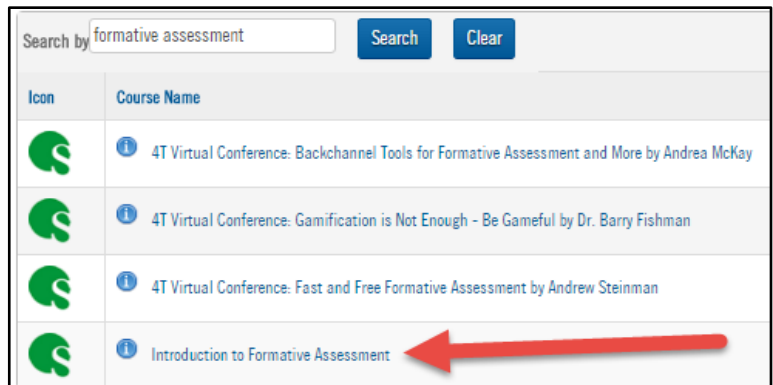 Search by formative assessment Search Clear
Icon Course Name
4T Virtual Conference: Backchannel Tools for Formative Assessment and More by Andrea McKay
4T Virtual Conference: Gamification is Not Enough - Be Gameful by Dr. Barry Fishman
4T Virtual Conference: Fast and Free Formative Assessment by Andrew Steinman
Introduction to Formative Assessment